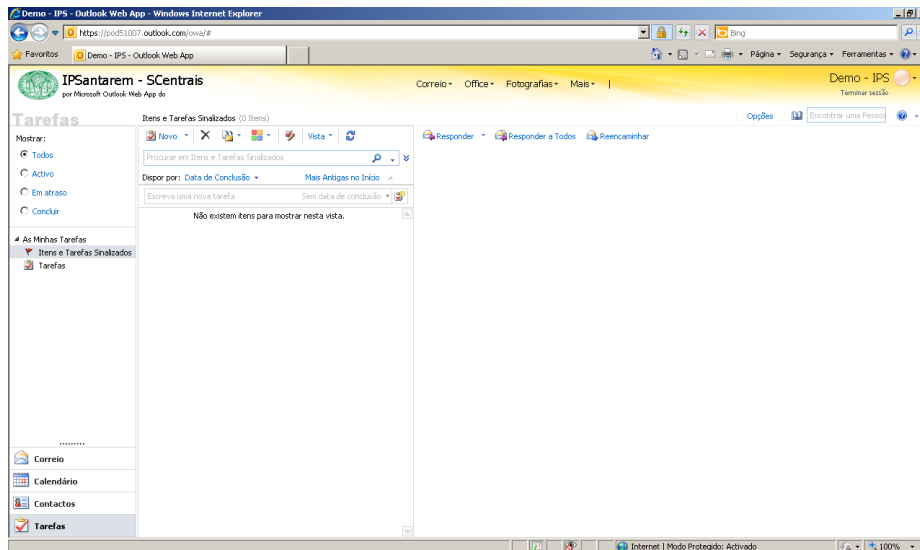 Demo - IPS - Outlook Web App - Windows Internet Explorer
https://pod51007.outlook.com/owa/#
Bing
Favoritos
Demo - IPS - Outlook Web App
Página
Segurança
Ferramentas
IPSantarem - SCentrais
por Microsoft Outlook Web App do
Correio Office Fotografias Mais |
Demo - IPS
Terminar sessão
Tarefas
Itens e Tarefas Sinalizados (0 Itens)
Opções
Encontrar uma Pessoa
Mostrar:
Todos
Activo
Em atraso
Concluir
As Minhas Tarefas
Itens e Tarefas Sinalizados
Tarefas
Novo
Vista
Procurar em Itens e Tarefas Sinalizados
Dispor por: Data de Conclusão
Mais Antigas no Início
Escreva uma nova tarefa
Sem data de conclusão
Não existem itens para mostrar nesta vista.
Responder
Responder a Todos
Reencaminhar
Correio
Calendário
Contactos
Tarefas
Internet | Modo Protegido: Activado
100%